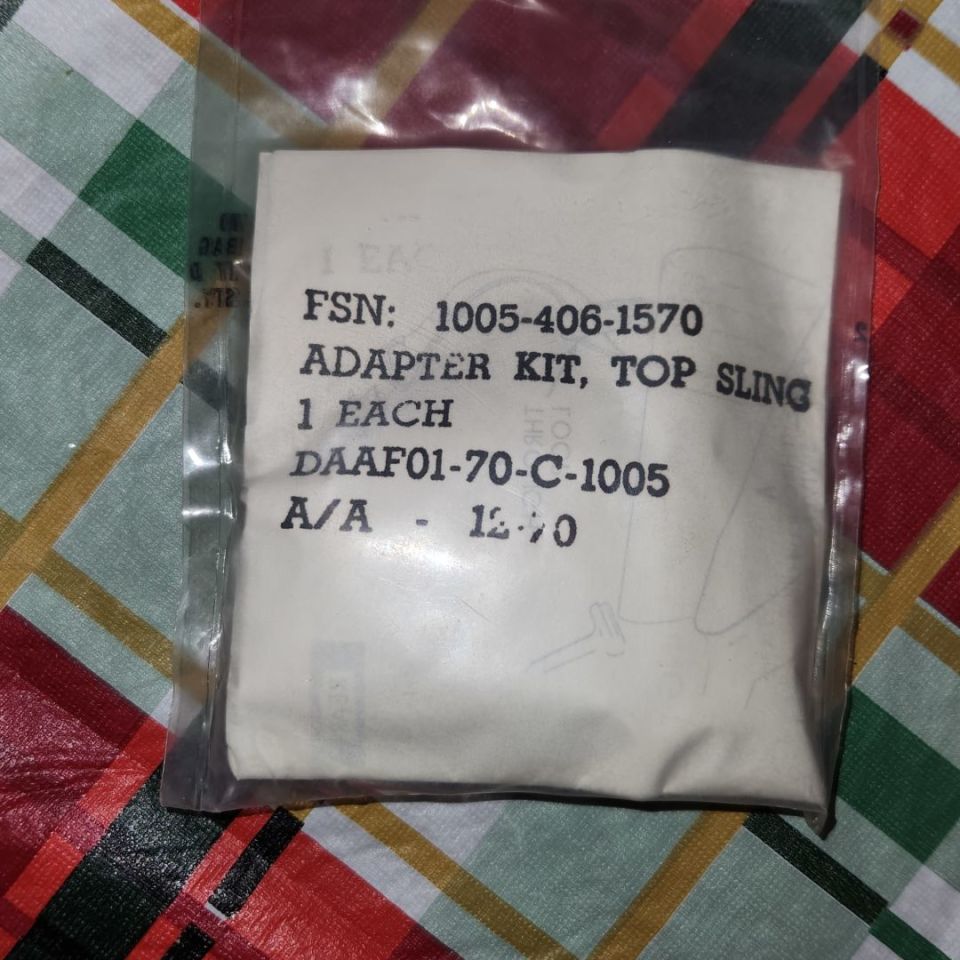 FSN: 1005-406-1570
ADAPTER KIT, TOP SLING
1 EACH
DAAF01-70-C-1005
A/A - 12-70